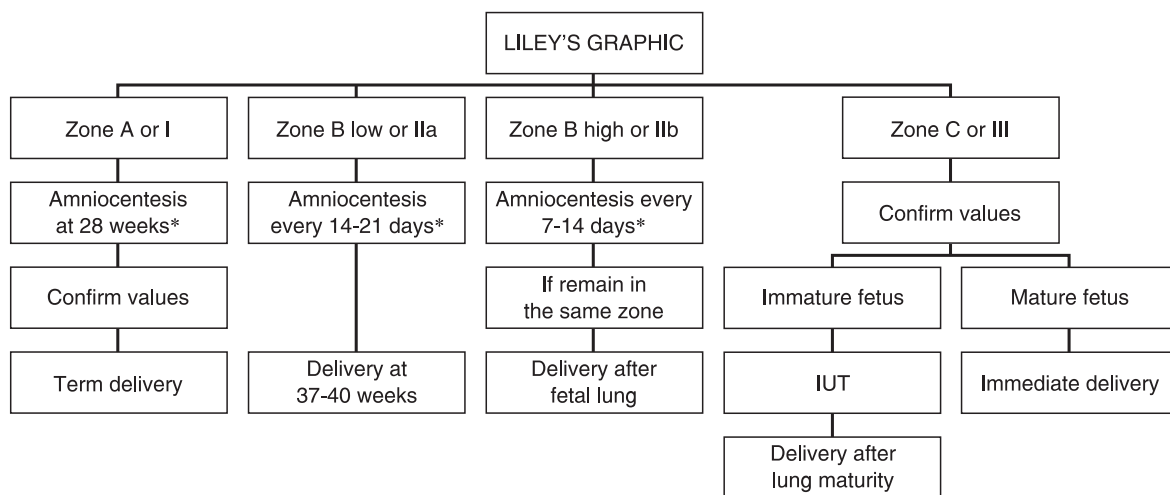 LILEY'S GRAPHIC
Zone A or I
Zone B low or IIa
Zone B high or IIb
Zone C or III
Amniocentesis
at 28 weeks*
Amniocentesis
every 14-21 days*
Amniocentesis every
7-14 days*
Confirm values
Confirm values
If remain in
the same zone
Immature fetus
Mature fetus
Term delivery
Delivery at
37-40 weeks
Delivery after
fetal lung
IUT
Immediate delivery
Delivery after
lung maturity